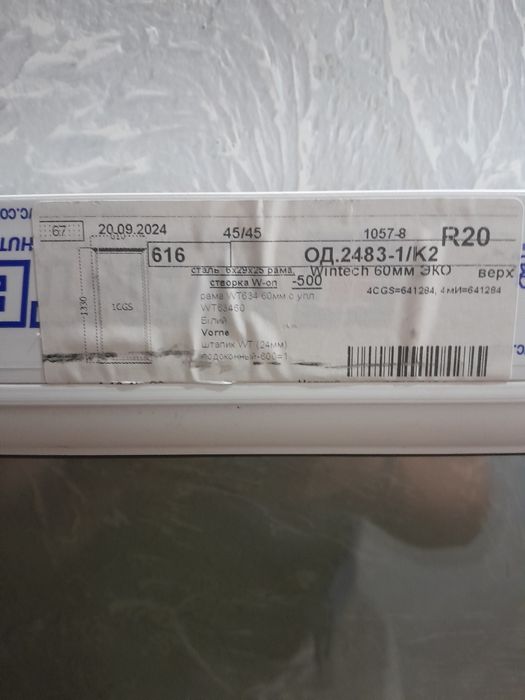 67 20.09.2024 45/45 1057-8 R20
616 ОД.2483-1/К2
сталь 6x29x25 рама Wintech 60мм ЭКО верх
створка W-оп -500 4CGS=641284, 4мИ=641284
рама WT634 60мм с упл
WT63460
1330 1CGS
Білий
Vorne
штапик WT (24мм)
подоконный-600=1